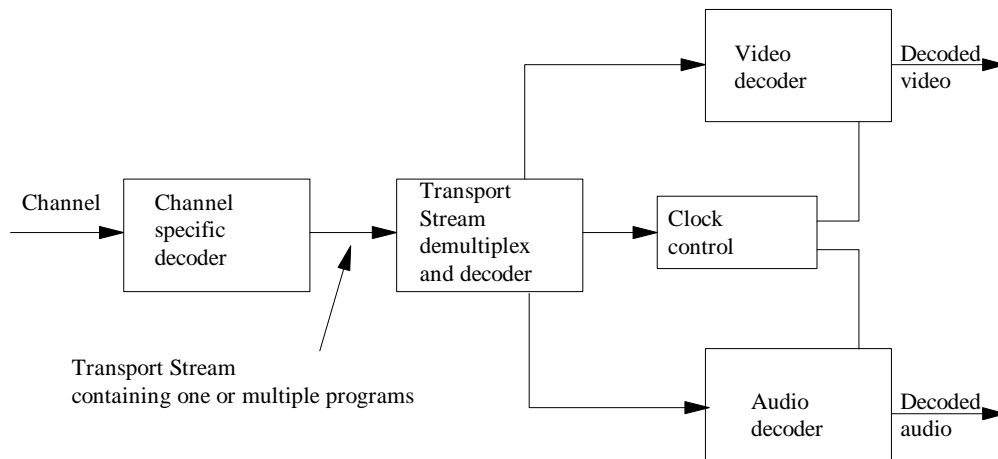 Video
decoder
Decoded
video
Channel
Channel
specific
decoder
Transport
Stream
demultiplex
and decoder
Clock
control
Transport Stream
containing one or multiple programs
Audio
decoder
Decoded
audio